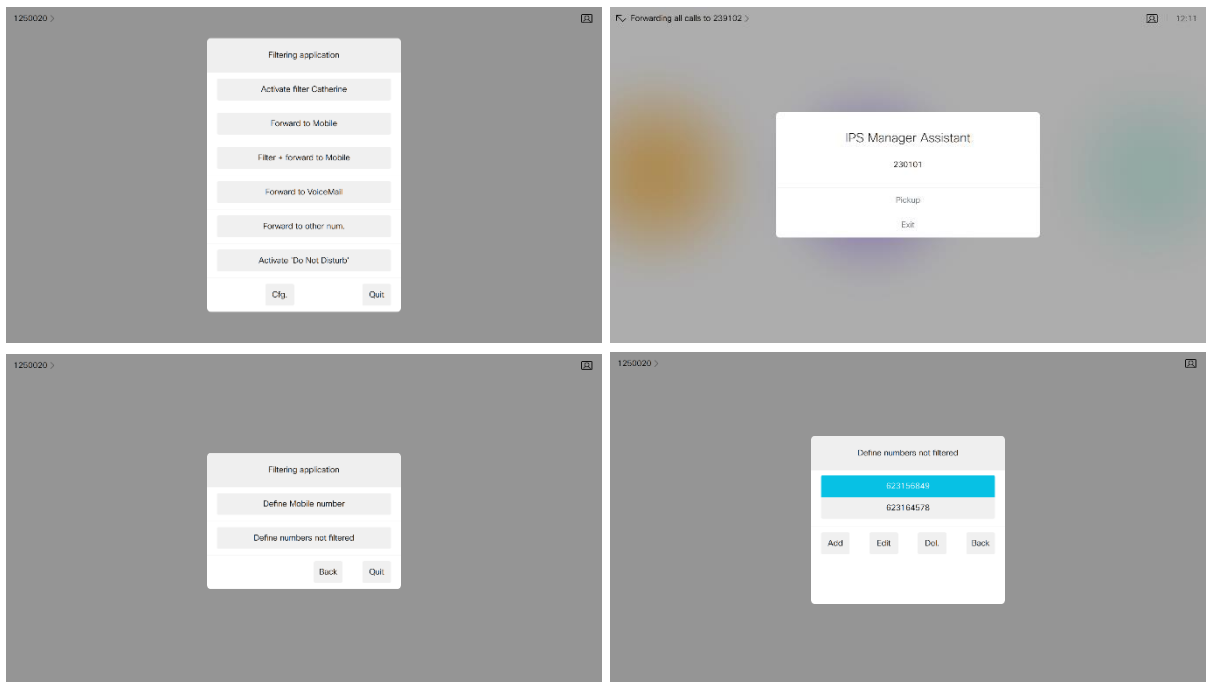 1250020 >
Filtering application
Activate filter Catherine
Forward to Mobile
Filter + forward to Mobile
Forward to VoiceMail
Forward to other num.
Activate 'Do Not Disturb'
Cfg. Quit
Forwarding all calls to 239102 > 12:11
IPS Manager Assistant
230101
Pickup
Exit
1250020 >
Filtering application
Define Mobile number
Define numbers not filtered
Back Quit
1250020 >
Define numbers not filtered
623156849
623164578
Add Edit Del. Back